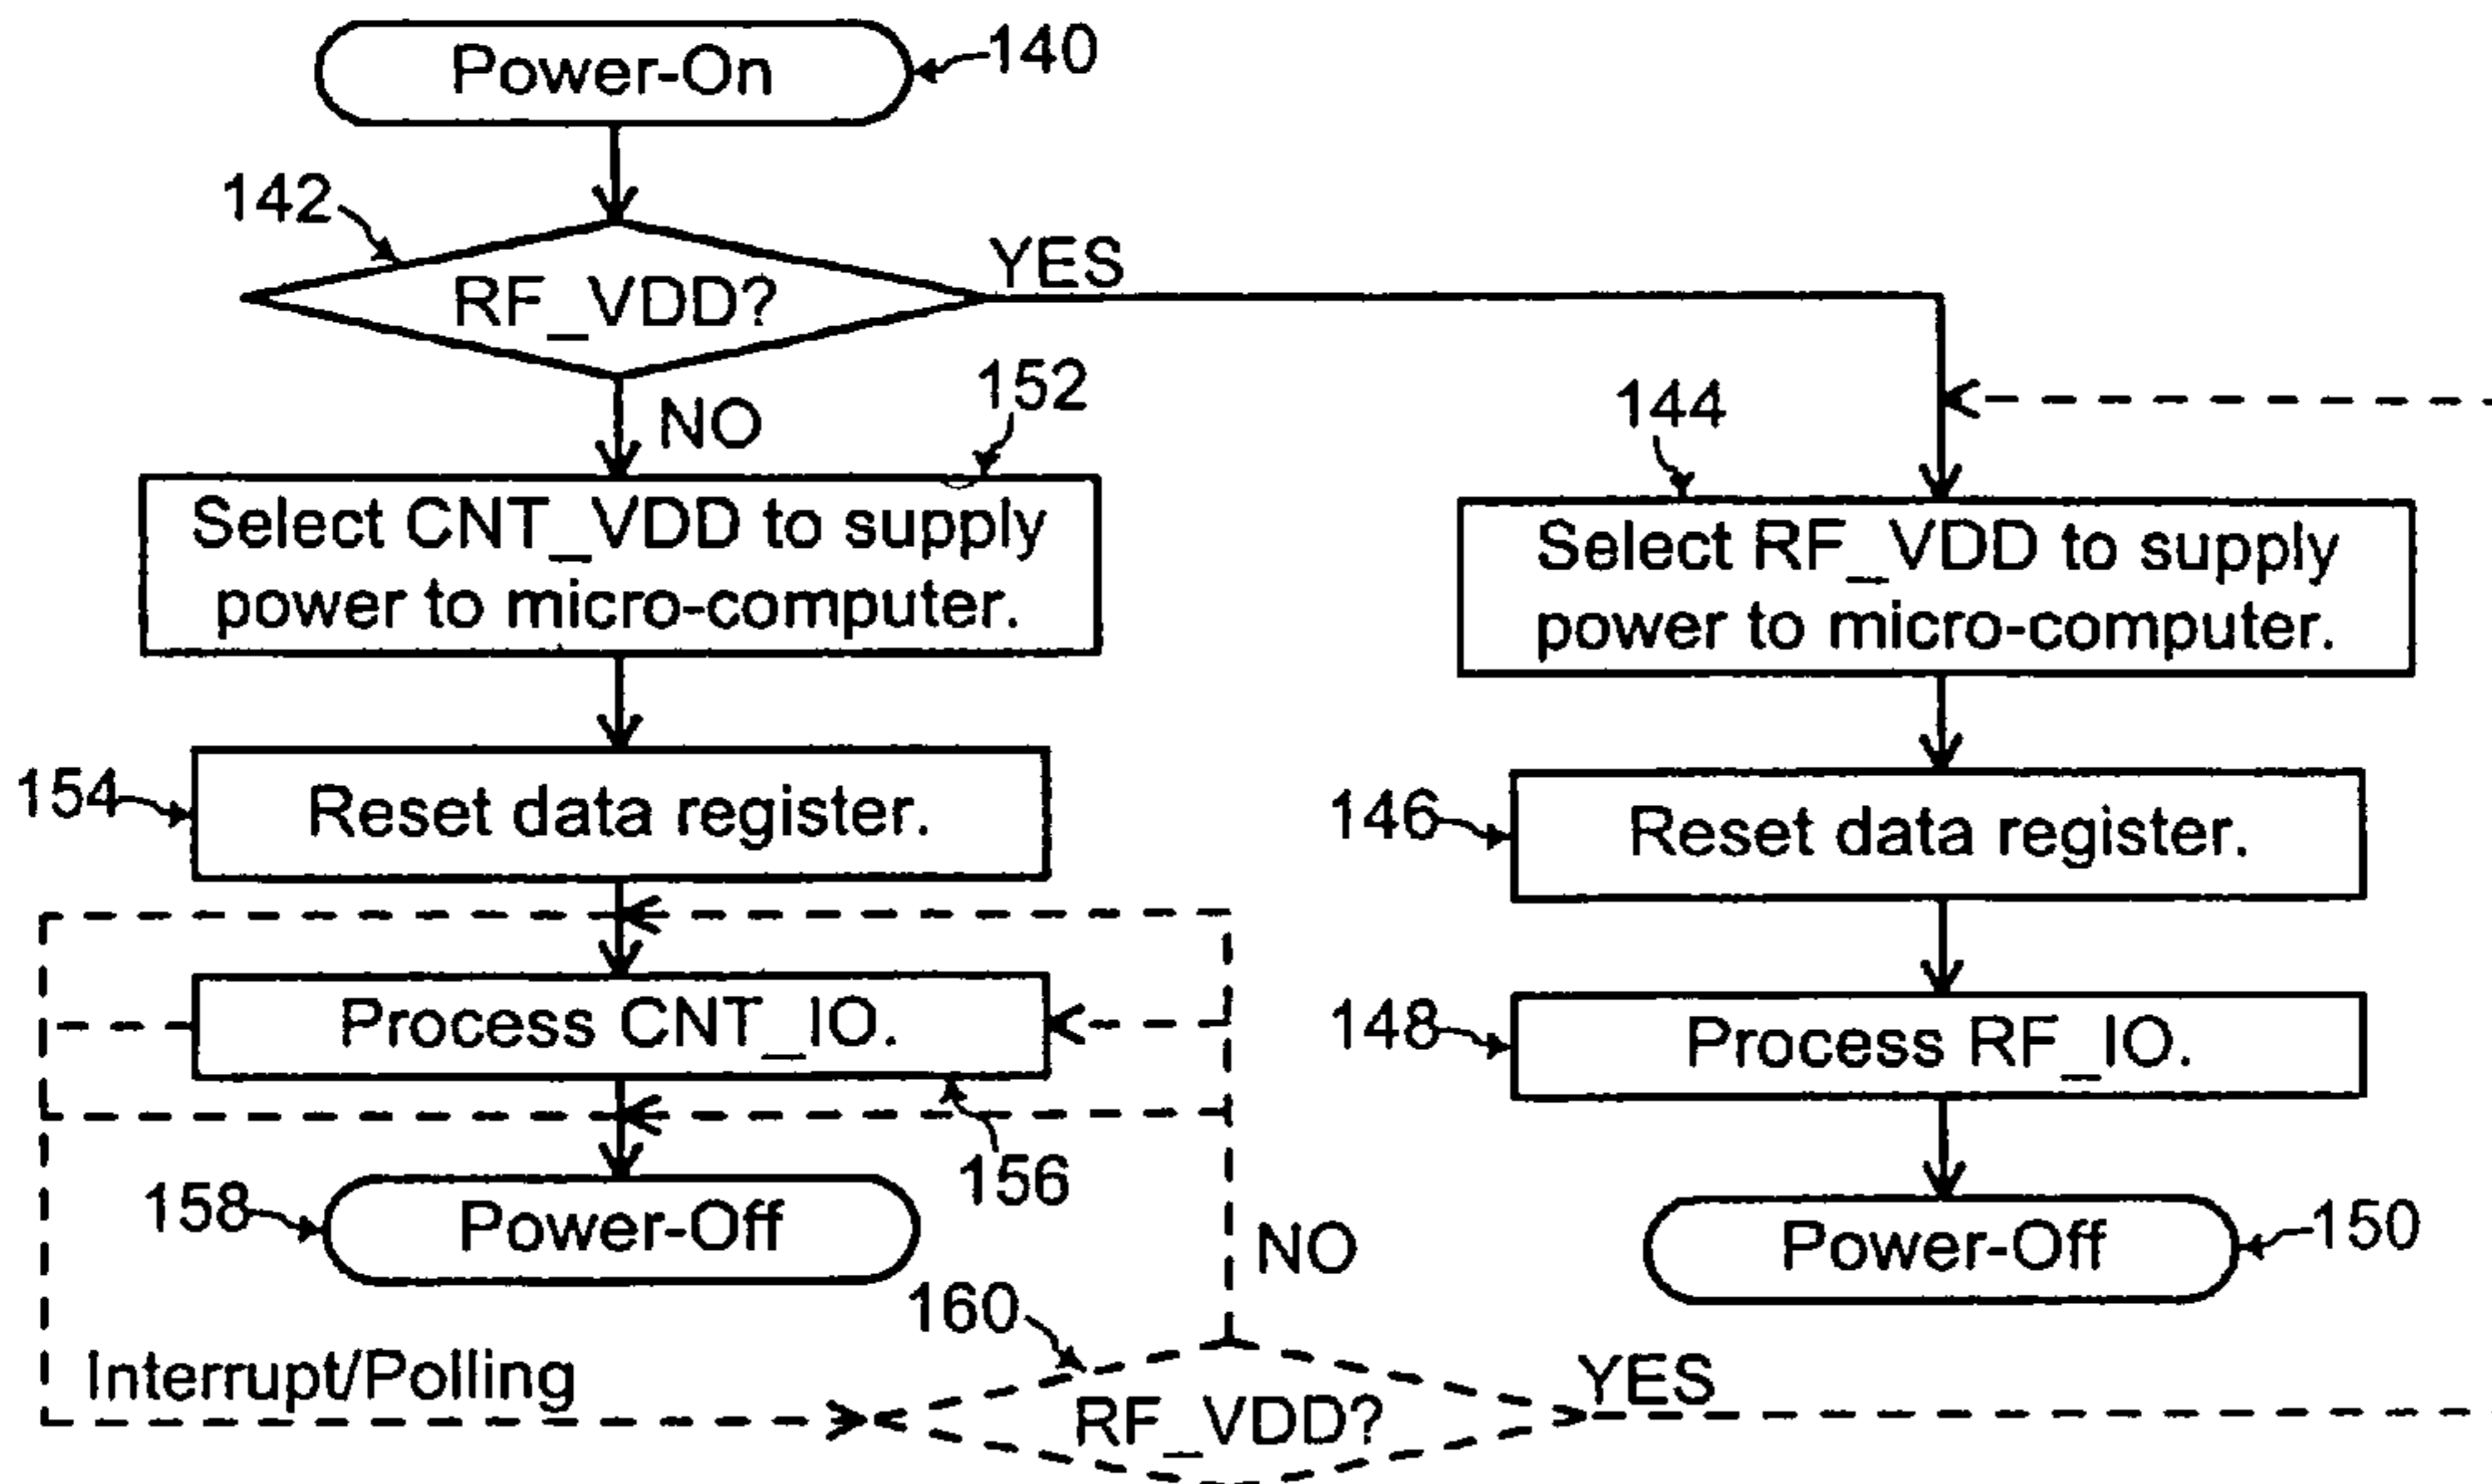 Power-On
140
142
RF_VDD?
YES
NO
152
144
Select CNT_VDD to supply
power to micro-computer.
Select RF_VDD to supply
power to micro-computer.
154
Reset data register.
146
Reset data register.
Process CNT_IO.
148
Process RF_IO.
156
158
Power-Off
NO
Power-Off
150
160
Interrupt/Polling
RF_VDD?
YES